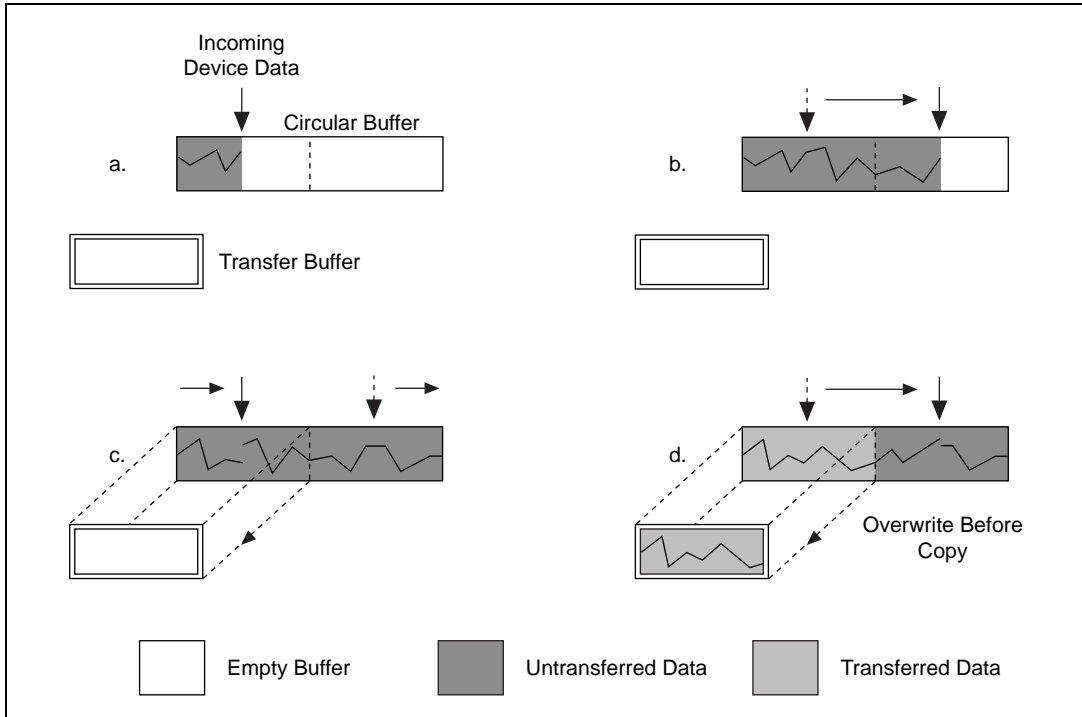 Incoming
Device Data
Circular Buffer
a.
b.
Transfer Buffer
c.
d.
Overwrite Before
Copy
Empty Buffer
Untransferred Data
Transferred Data